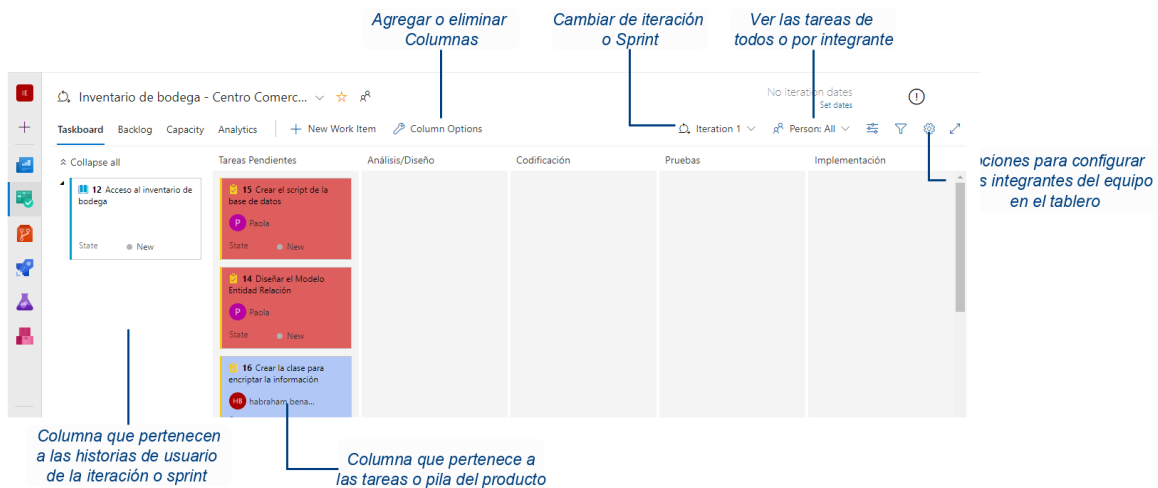 Agregar o eliminar
Columnas
Cambiar de iteración
o Sprint
Ver las tareas de
todos o por integrante
IE
Inventario de bodega - Centro Comerc...
No iteration dates
Set dates
Taskboard Backlog Capacity Analytics New Work Item Column Options
Iteration 1 Person: All
Collapse all
Tareas Pendientes
Análisis/Diseño
Codificación
Pruebas
Implementación
12 Acceso al inventario de
bodega
State New
15 Crear el script de la
base de datos
P Paola
State New
14 Diseñar el Modelo
Entidad Relación
P Paola
State New
16 Crear la clase para
encriptar la información
HB habraham.bena...
ciones para configurar
s integrantes del equipo
en el tablero
Columna que pertenecen
a las historias de usuario
de la iteración o sprint
Columna que pertenece a
las tareas o pila del producto